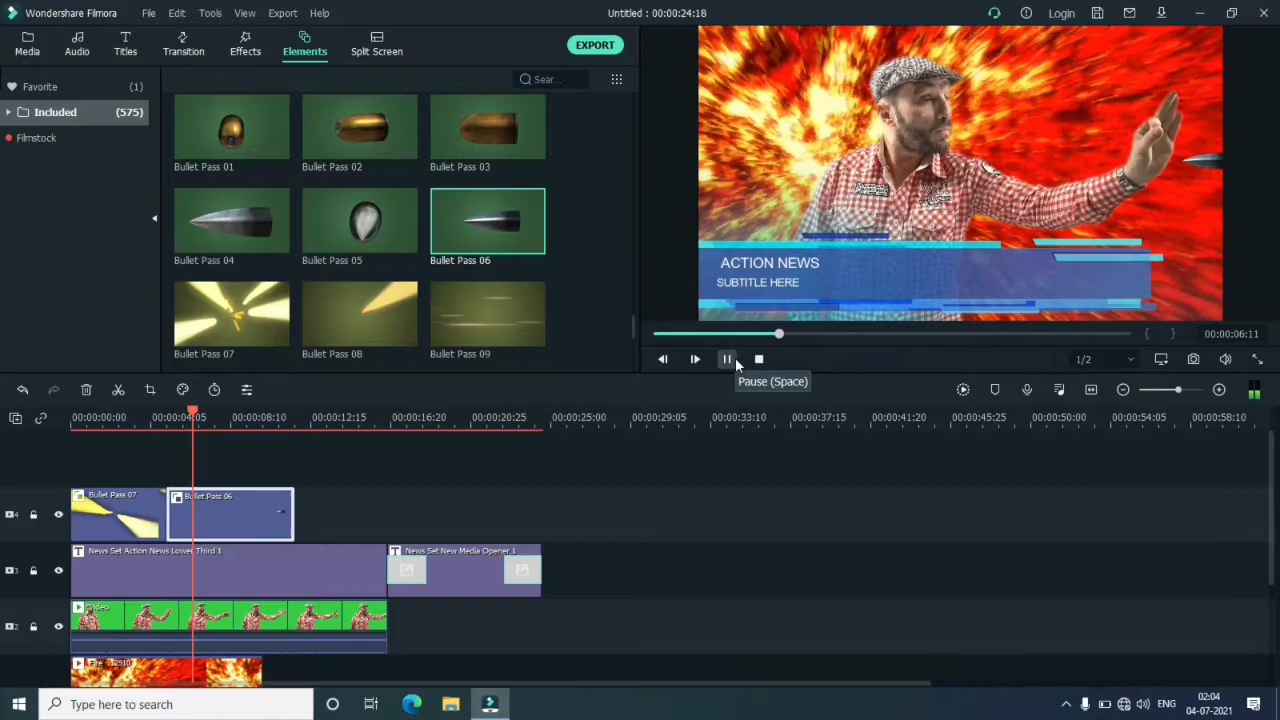 Wondershare Filmora File Edit Tools View Export Help Untitled : 00:00:24:18 Login
Media Audio Titles Transition Effects Elements Split Screen EXPORT
Favorite (1)
Included (575)
Filmstock
Sear...
Bullet Pass 01 Bullet Pass 02 Bullet Pass 03
Bullet Pass 04 Bullet Pass 05 Bullet Pass 06
Bullet Pass 07 Bullet Pass 08 Bullet Pass 09
ACTION NEWS
SUBTITLE HERE
00:00:06:11
1/2
Pause (Space)
00:00:00:00 00:00:04:05 00:00:08:10 00:00:12:15 00:00:16:20 00:00:20:25 00:00:25:00 00:00:29:05 00:00:33:10 00:00:37:15 00:00:41:20 00:00:45:25 00:00:50:00 00:00:54:05 00:00:58:10
4 Bullet Pass 07 Bullet Pass 06
3 News Set Action News Lower Third 1 News Set New Media Opener 1
2 Video
Type here to search
ENG
02:04
04-07-2021